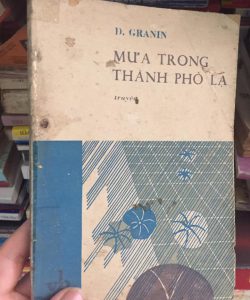 D. GRANIN
MƯA TRONG
THÀNH PHỐ LẠ
truyện